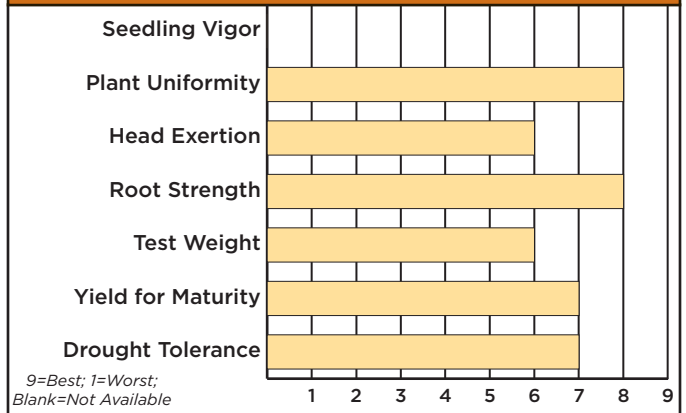 Seedling Vigor
Plant Uniformity
Head Exertion
Root Strength
Test Weight
Yield for Maturity
Drought Tolerance
9=Best; 1=Worst;
Blank=Not Available
1 2 3 4 5 6 7 8 9